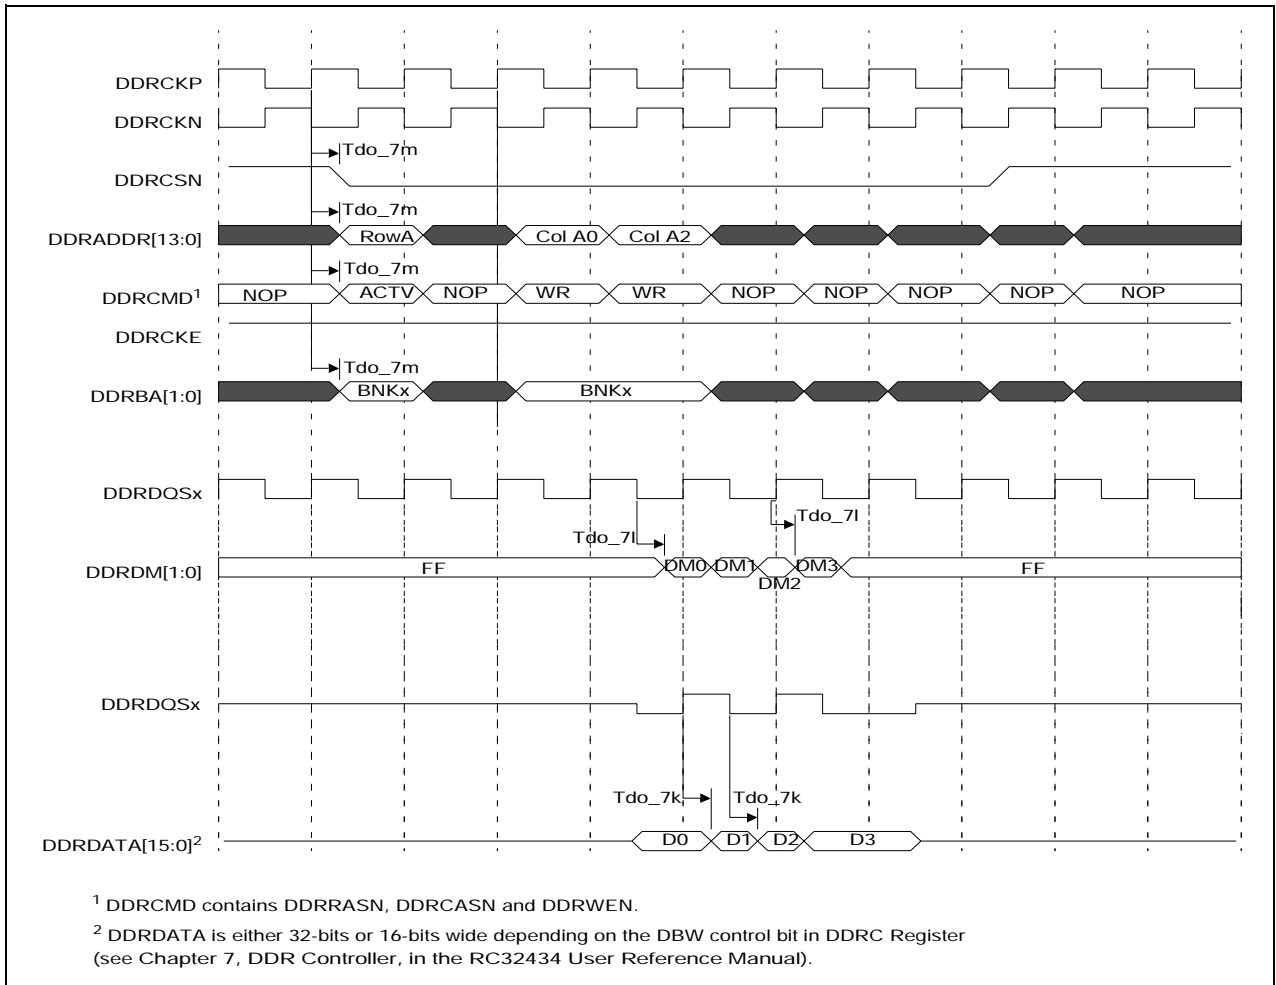 DDRCKP
DDRCKN
Tdo_7m
DDRCSN
Tdo_7m
DDRADDR[13:0] RowA Col A0 Col A2
Tdo_7m
DDRCMD1 NOP ACTV NOP WR WR NOP NOP NOP NOP NOP
DDRCKE
Tdo_7m
DDRBA[1:0] BNKx BNKx
DDRDQSx
Tdo_7l
Tdo_7l
DDRDM[1:0] FF DM0 DM1 DM2 DM3 FF
DDRDQSx
Tdo_7k Tdo_7k
DDRDATA[15:0]2 D0 D1 D2 D3
1 DDRCMD contains DDRRASN, DDRCASN and DDRWEN.
2 DDRDATA is either 32-bits or 16-bits wide depending on the DBW control bit in DDRC Register
(see Chapter 7, DDR Controller, in the RC32434 User Reference Manual).